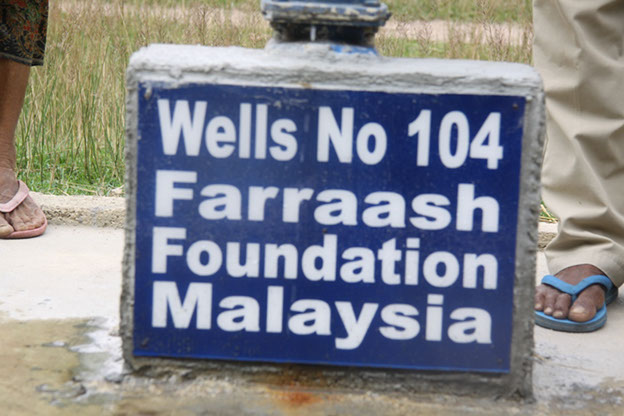 Wells No 104
Farraash
Foundation
Malaysia